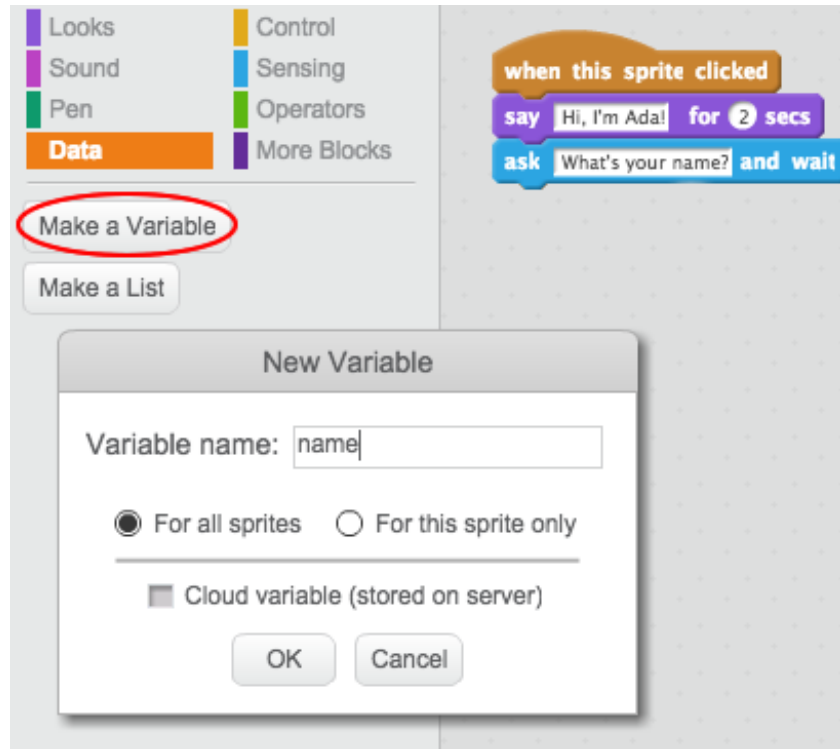 Looks
Control
Sound
Sensing
Pen
Operators
Data
More Blocks
Make a Variable
Make a List
when this sprite clicked
say Hi, I'm Ada! for 2 secs
ask What's your name? and wait
New Variable
Variable name: name
For all sprites
For this sprite only
Cloud variable (stored on server)
OK
Cancel